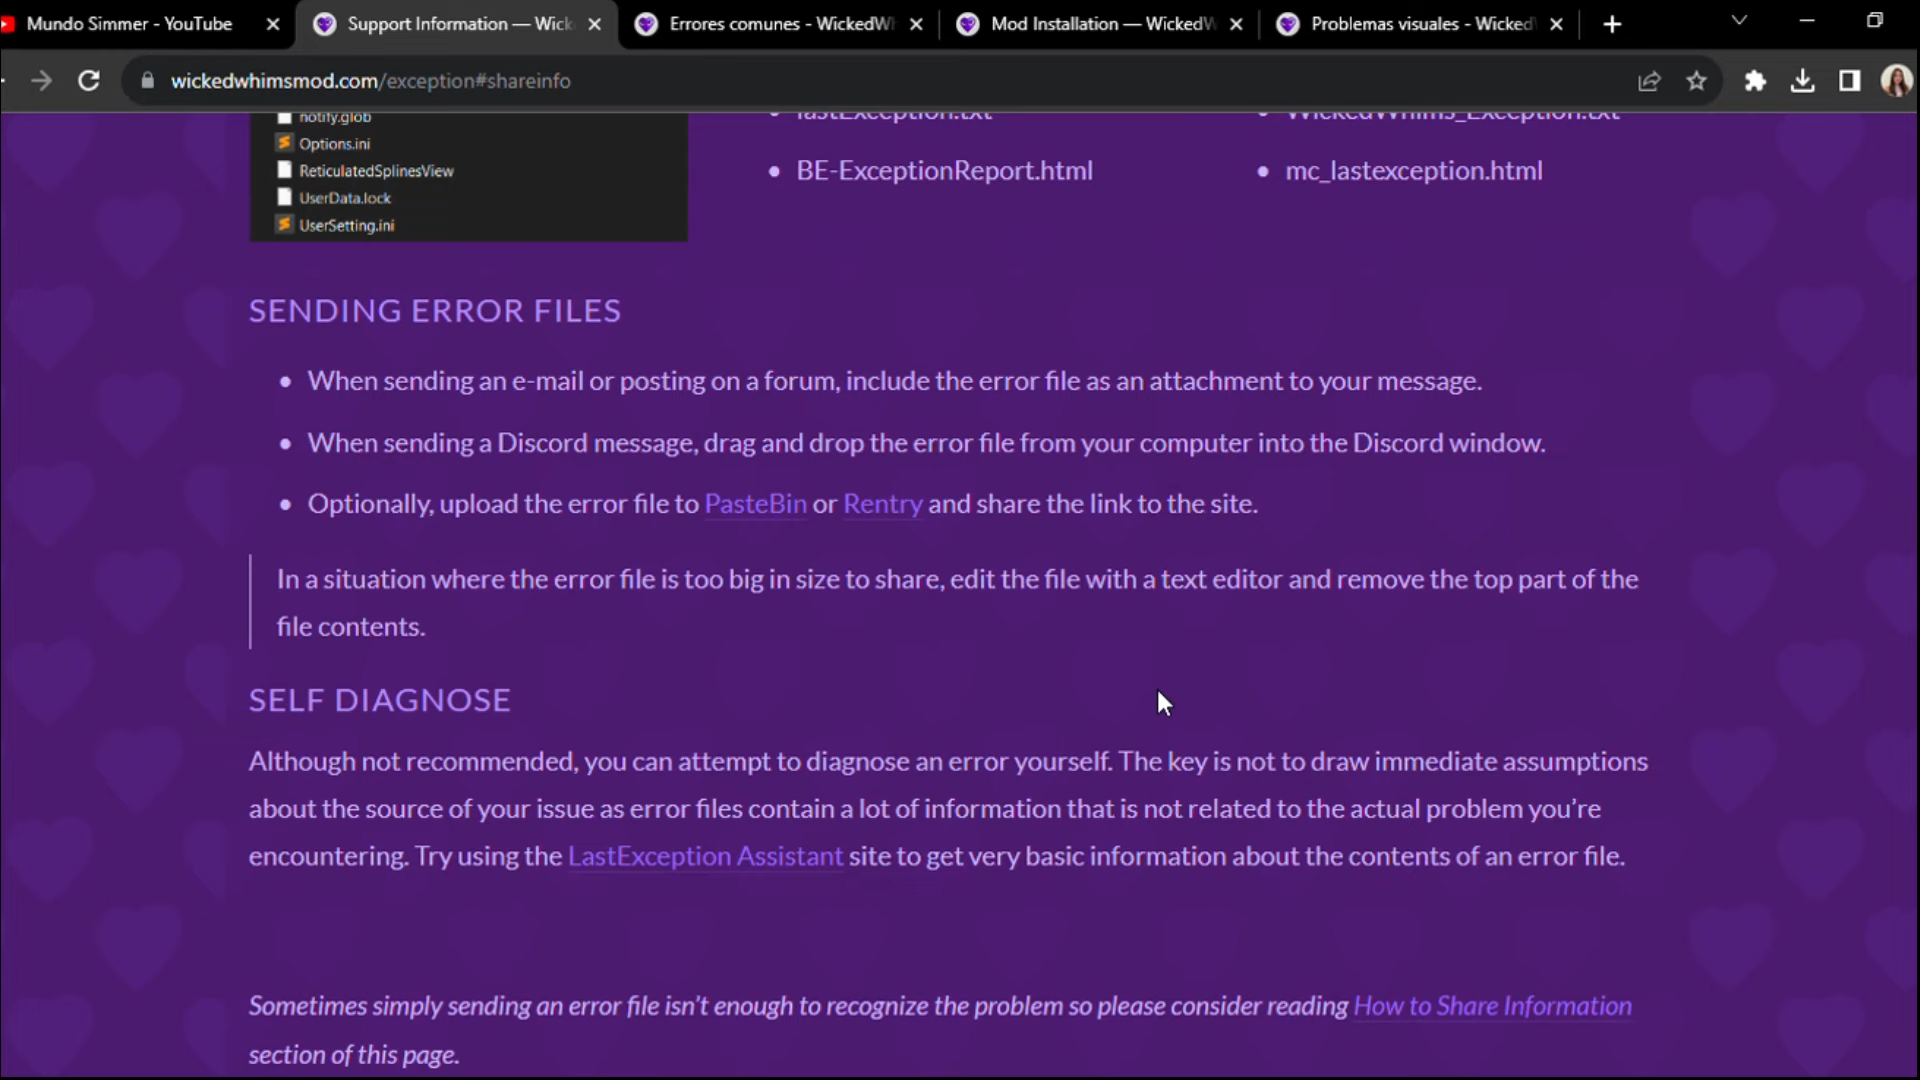 Mundo Simmer - YouTube
Support Information — Wick
Errores comunes - WickedWh
Mod Installation — WickedW
Problemas visuales - Wicked
wickedwhimsmod.com/exception#shareinfo
notify.glob
Options.ini
ReticulatedSplinesView
UserData.lock
UserSetting.ini
lastException.txt
WickedWhims_Exception.txt
BE-ExceptionReport.html
mc_lastexception.html
SENDING ERROR FILES
When sending an e-mail or posting on a forum, include the error file as an attachment to your message.
When sending a Discord message, drag and drop the error file from your computer into the Discord window.
Optionally, upload the error file to PasteBin or Rentry and share the link to the site.
In a situation where the error file is too big in size to share, edit the file with a text editor and remove the top part of the
file contents.
SELF DIAGNOSE
Although not recommended, you can attempt to diagnose an error yourself. The key is not to draw immediate assumptions
about the source of your issue as error files contain a lot of information that is not related to the actual problem you're
encountering. Try using the LastException Assistant site to get very basic information about the contents of an error file.
Sometimes simply sending an error file isn't enough to recognize the problem so please consider reading How to Share Information
section of this page.